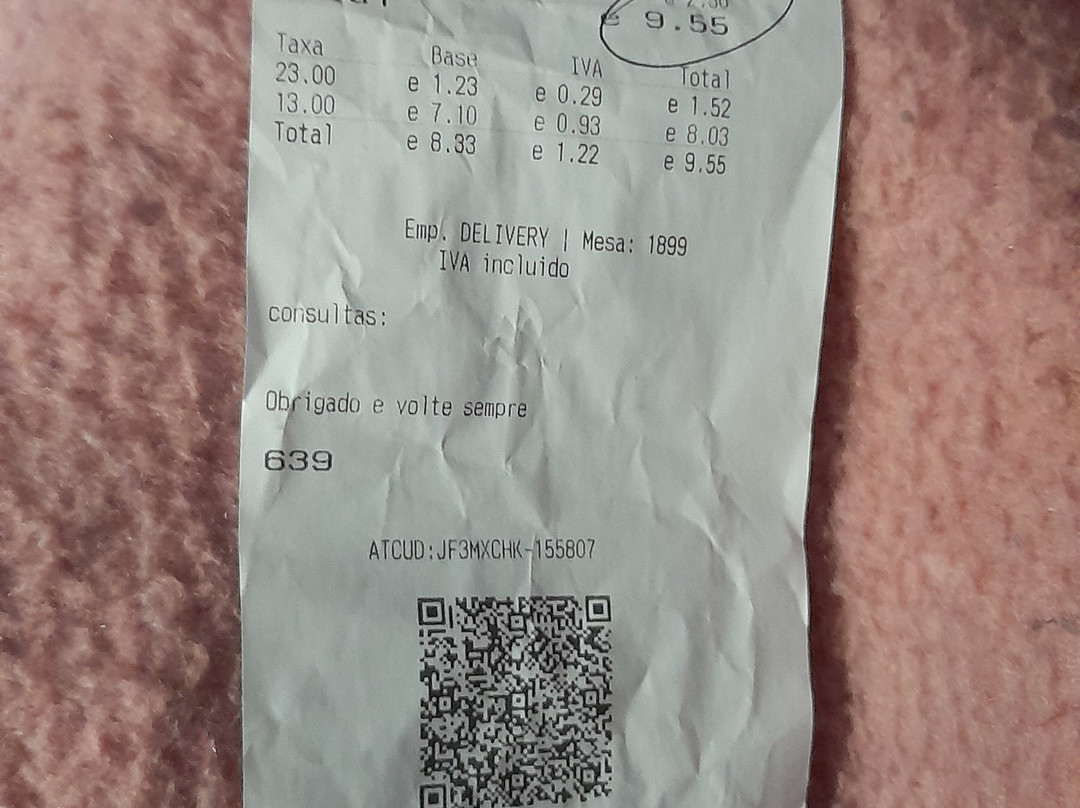 e 9.55
Taxa Base IVA Total
23.00 e 1.23 e 0.29 e 1.52
13.00 e 7.10 e 0.93 e 8.03
Total e 8.33 e 1.22 e 9.55
Emp. DELIVERY | Mesa: 1899
IVA incluido
consultas:
Obrigado e volte sempre
639
ATCUD:JF3MXCHK-155807